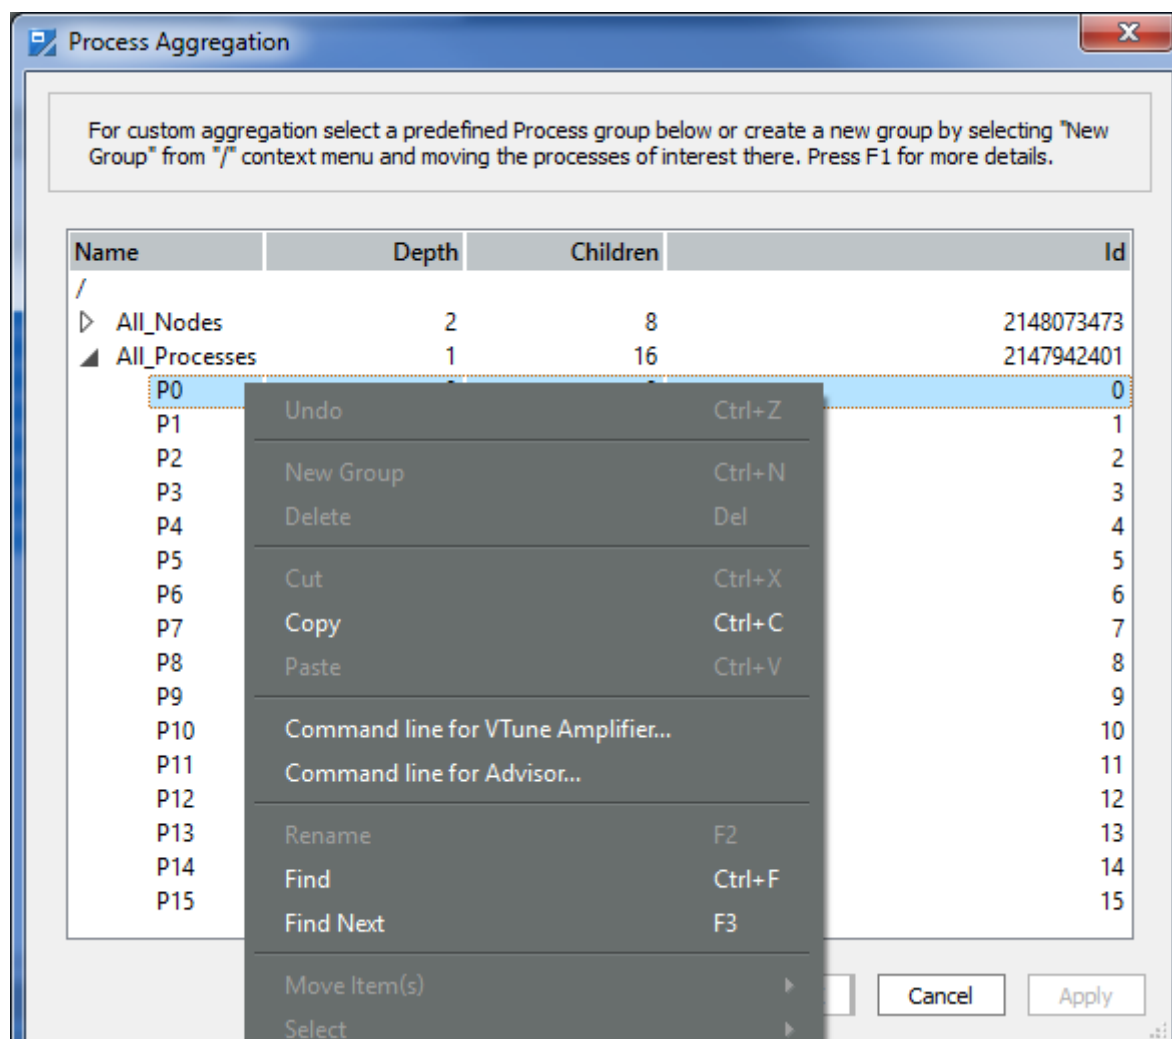 Process Aggregation
For custom aggregation select a predefined Process group below or create a new group by selecting "New
Group" from "/" context menu and moving the processes of interest there. Press F1 for more details.
Name Depth Children Id
/
All_Nodes 2 8 2148073473
All_Processes 1 16 2147942401
P0 0
P1 1
P2 2
P3 3
P4 4
P5 5
P6 6
P7 7
P8 8
P9 9
P10 10
P11 11
P12 12
P13 13
P14 14
P15 15
Undo Ctrl+Z
New Group Ctrl+N
Delete Del
Cut Ctrl+X
Copy Ctrl+C
Paste Ctrl+V
Command line for VTune Amplifier...
Command line for Advisor...
Rename F2
Find Ctrl+F
Find Next F3
Move Item(s)
Select
Cancel Apply